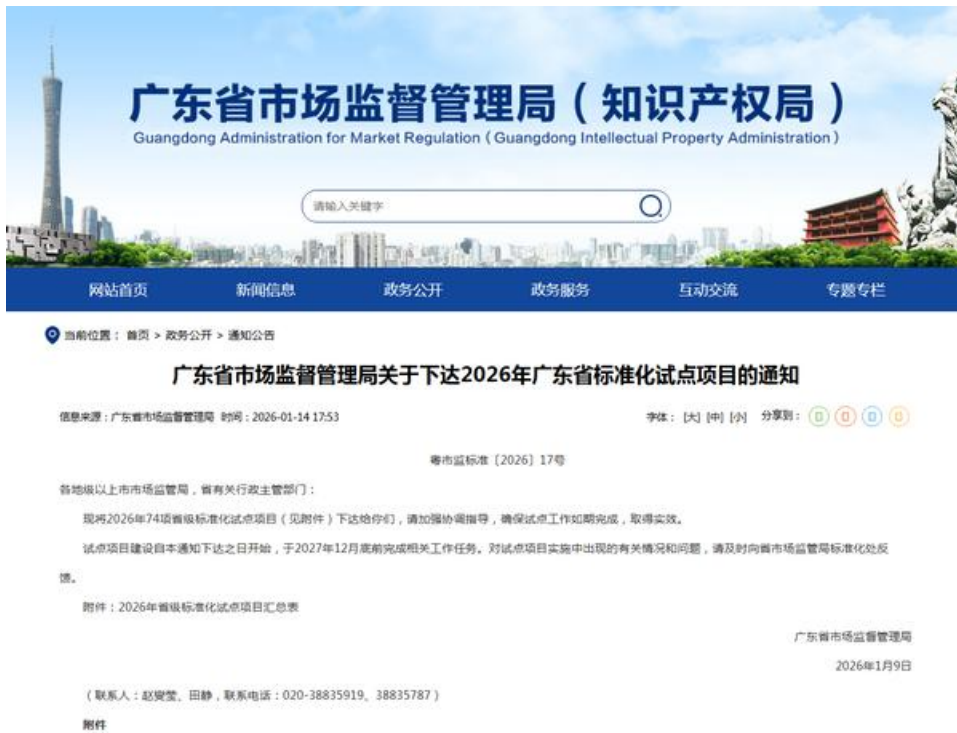 广东省市场监督管理局（知识产权局）
Guangdong Administration for Market Regulation（Guangdong Intellectual Property Administration）
请输入关键字
网站首页 新闻信息 政务公开 政务服务 互动交流 专题专栏
当前位置： 首页 > 政务公开 > 通知公告
广东省市场监督管理局关于下达2026年广东省标准化试点项目的通知
信息来源：广东省市场监督管理局 时间：2026-01-14 17:53 字体： [大] [中] [小] 分享到：
粤市监标准〔2026〕17号
各地级以上市市场监管局，省有关行政主管部门：
现将2026年74项省级标准化试点项目（见附件）下达给你们，请加强协调指导，确保试点工作如期完成，取得实效。
试点项目建设自本通知下达之日开始，于2027年12月底前完成相关工作任务。对试点项目实施中出现的有关情况和问题，请及时向省市场监管局标准化处反
馈。
附件：2026年省级标准化试点项目汇总表
广东省市场监督管理局
2026年1月9日
（联系人：赵燮莹、田静，联系电话：020-38835919、38835787）
附件